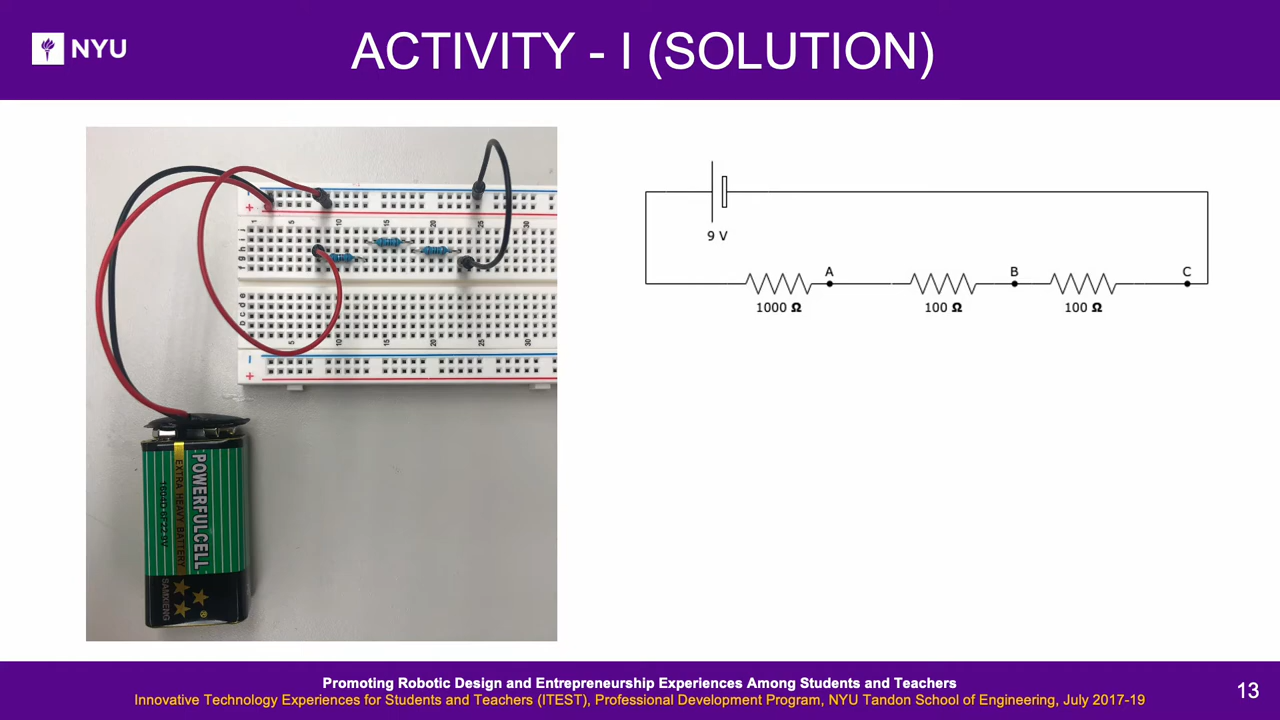 NYU
ACTIVITY - I (SOLUTION)
POWERFULCELL
EXTRA HEAVY BATTERY
SANXIENG
9 V
A
B
C
1000 Ω
100 Ω
100 Ω
Promoting Robotic Design and Entrepreneurship Experiences Among Students and Teachers
Innovative Technology Experiences for Students and Teachers (ITEST), Professional Development Program, NYU Tandon School of Engineering, July 2017-19
13